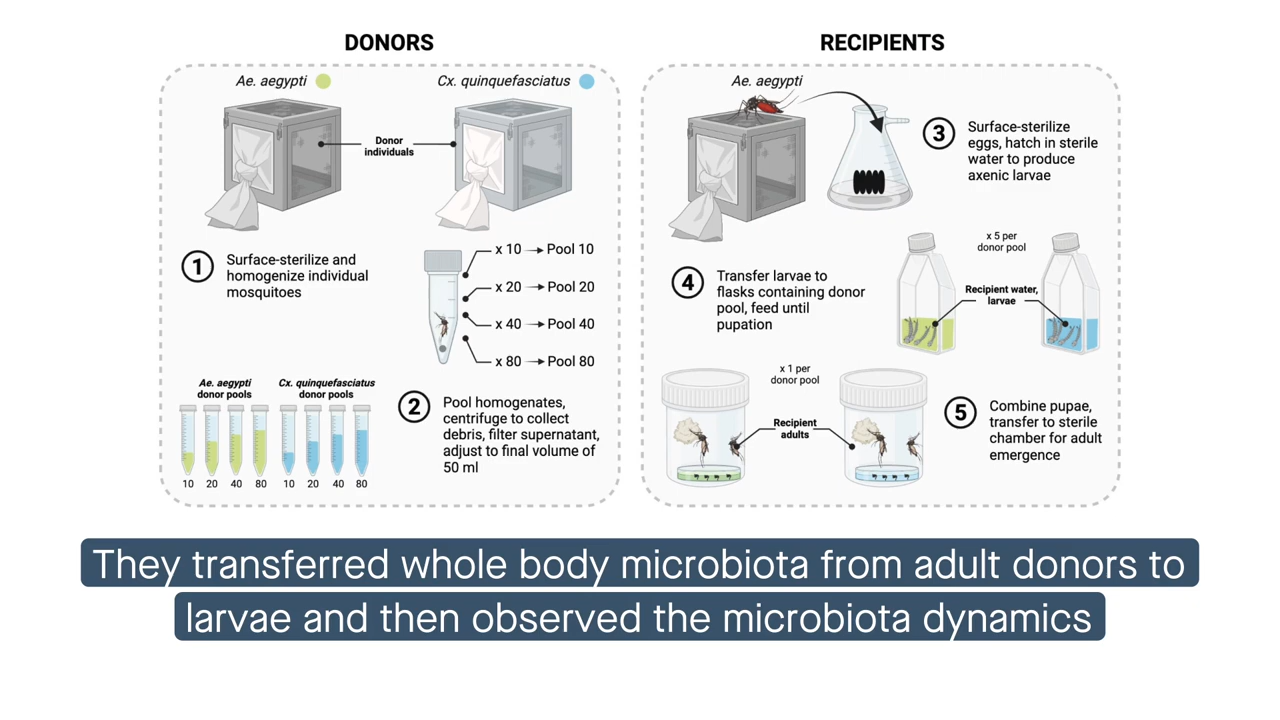 DONORS
Ae. aegypti
Cx. quinquefasciatus
Donor
individuals
1
Surface-sterilize and
homogenize individual
mosquitoes
x 10 → Pool 10
x 20 → Pool 20
x 40 → Pool 40
x 80 → Pool 80
Ae. aegypti
donor pools
Cx. quinquefasciatus
donor pools
10 20 40 80 10 20 40 80
2
Pool homogenates,
centrifuge to collect
debris, filter supernatant,
adjust to final volume of
50 ml
RECIPIENTS
Ae. aegypti
3
Surface-sterilize
eggs, hatch in sterile
water to produce
axenic larvae
4
Transfer larvae to
flasks containing donor
pool, feed until
pupation
x 5 per
donor pool
Recipient water,
larvae
x 1 per
donor pool
Recipient
adults
5
Combine pupae,
transfer to sterile
chamber for adult
emergence
They transferred whole body microbiota from adult donors to
larvae and then observed the microbiota dynamics